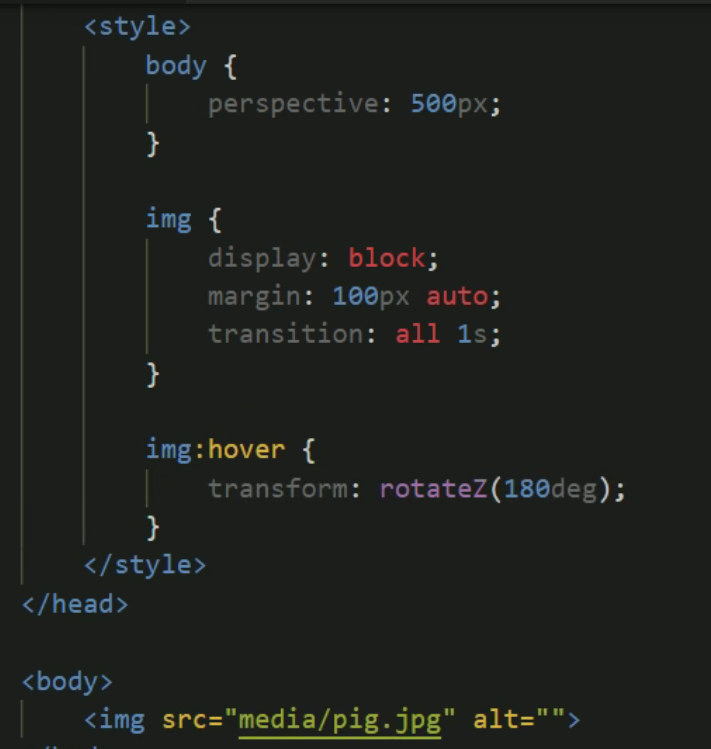 <style>
body {
perspective: 500px;
}
img {
display: block;
margin: 100px auto;
transition: all 1s;
}
img:hover {
transform: rotateZ(180deg);
}
</style>
</head>
<body>
<img src="media/pig.jpg" alt="">